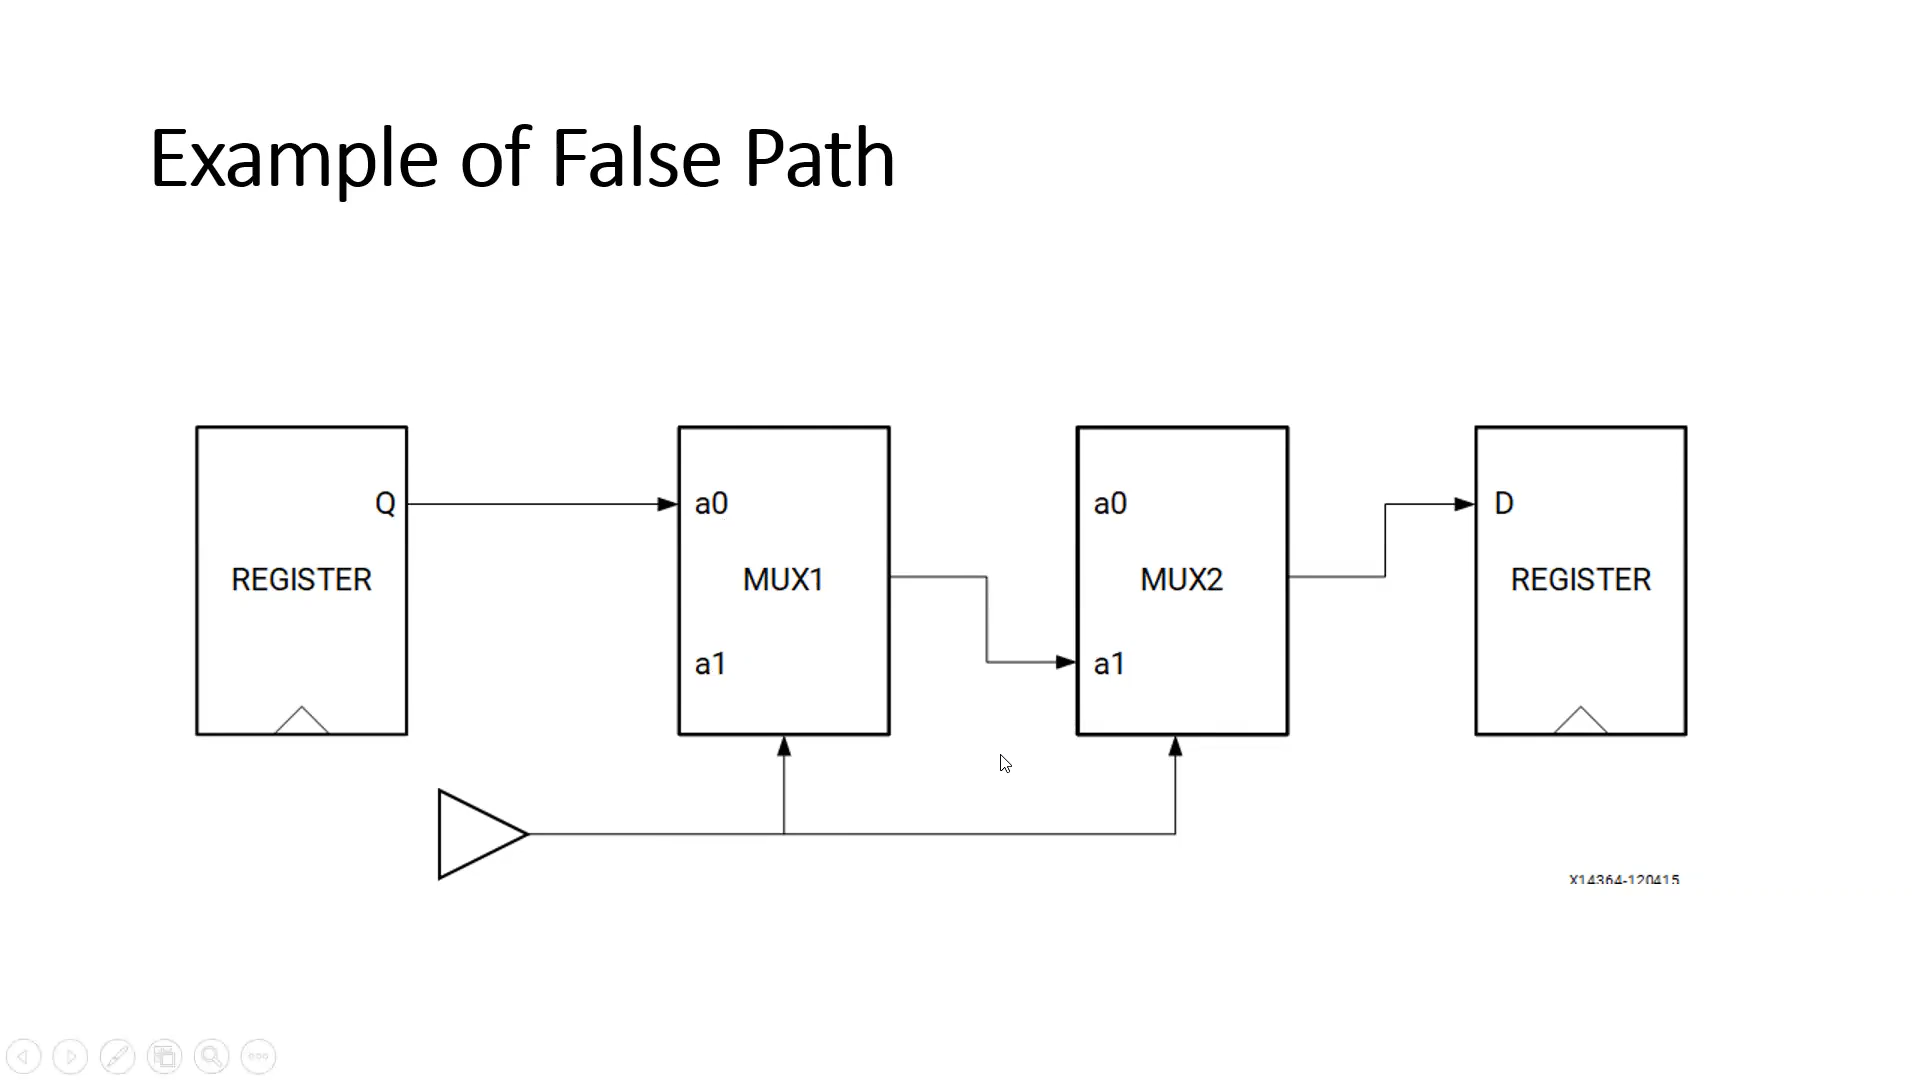 Example of False Path
Q
REGISTER
a0
MUX1
a1
a0
MUX2
a1
D
REGISTER
X14364-120415